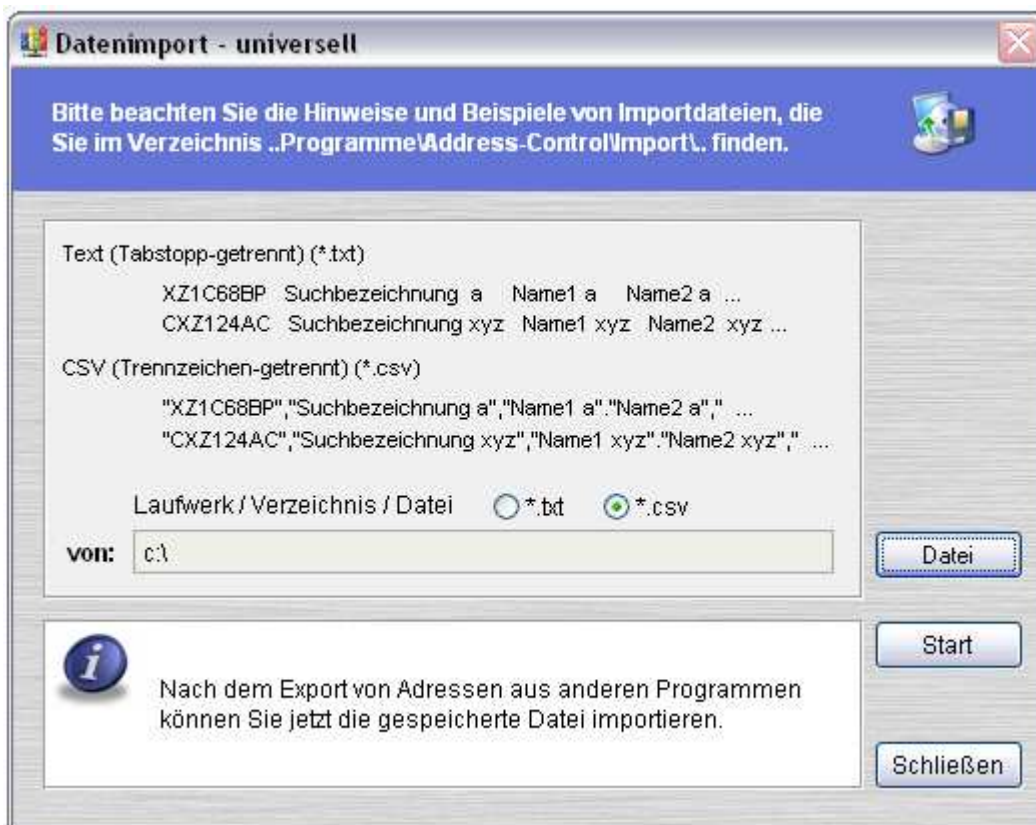 Datenimport - universell
Bitte beachten Sie die Hinweise und Beispiele von Importdateien, die
Sie im Verzeichnis ..Programme\Address-Control\Import\.. finden.
Text (Tabstopp-getrennt) (*.txt)
XZ1C68BP Suchbezeichnung a Name1 a Name2 a ...
CXZ124AC Suchbezeichnung xyz Name1 xyz Name2 xyz ...
CSV (Trennzeichen-getrennt) (*.csv)
"XZ1C68BP","Suchbezeichnung a","Name1 a"."Name2 a"," ...
"CXZ124AC","Suchbezeichnung xyz","Name1 xyz"."Name2 xyz"," ...
Laufwerk / Verzeichnis / Datei *.txt *.csv
von: c:\ Datei
Start
Nach dem Export von Adressen aus anderen Programmen
können Sie jetzt die gespeicherte Datei importieren.
Schließen